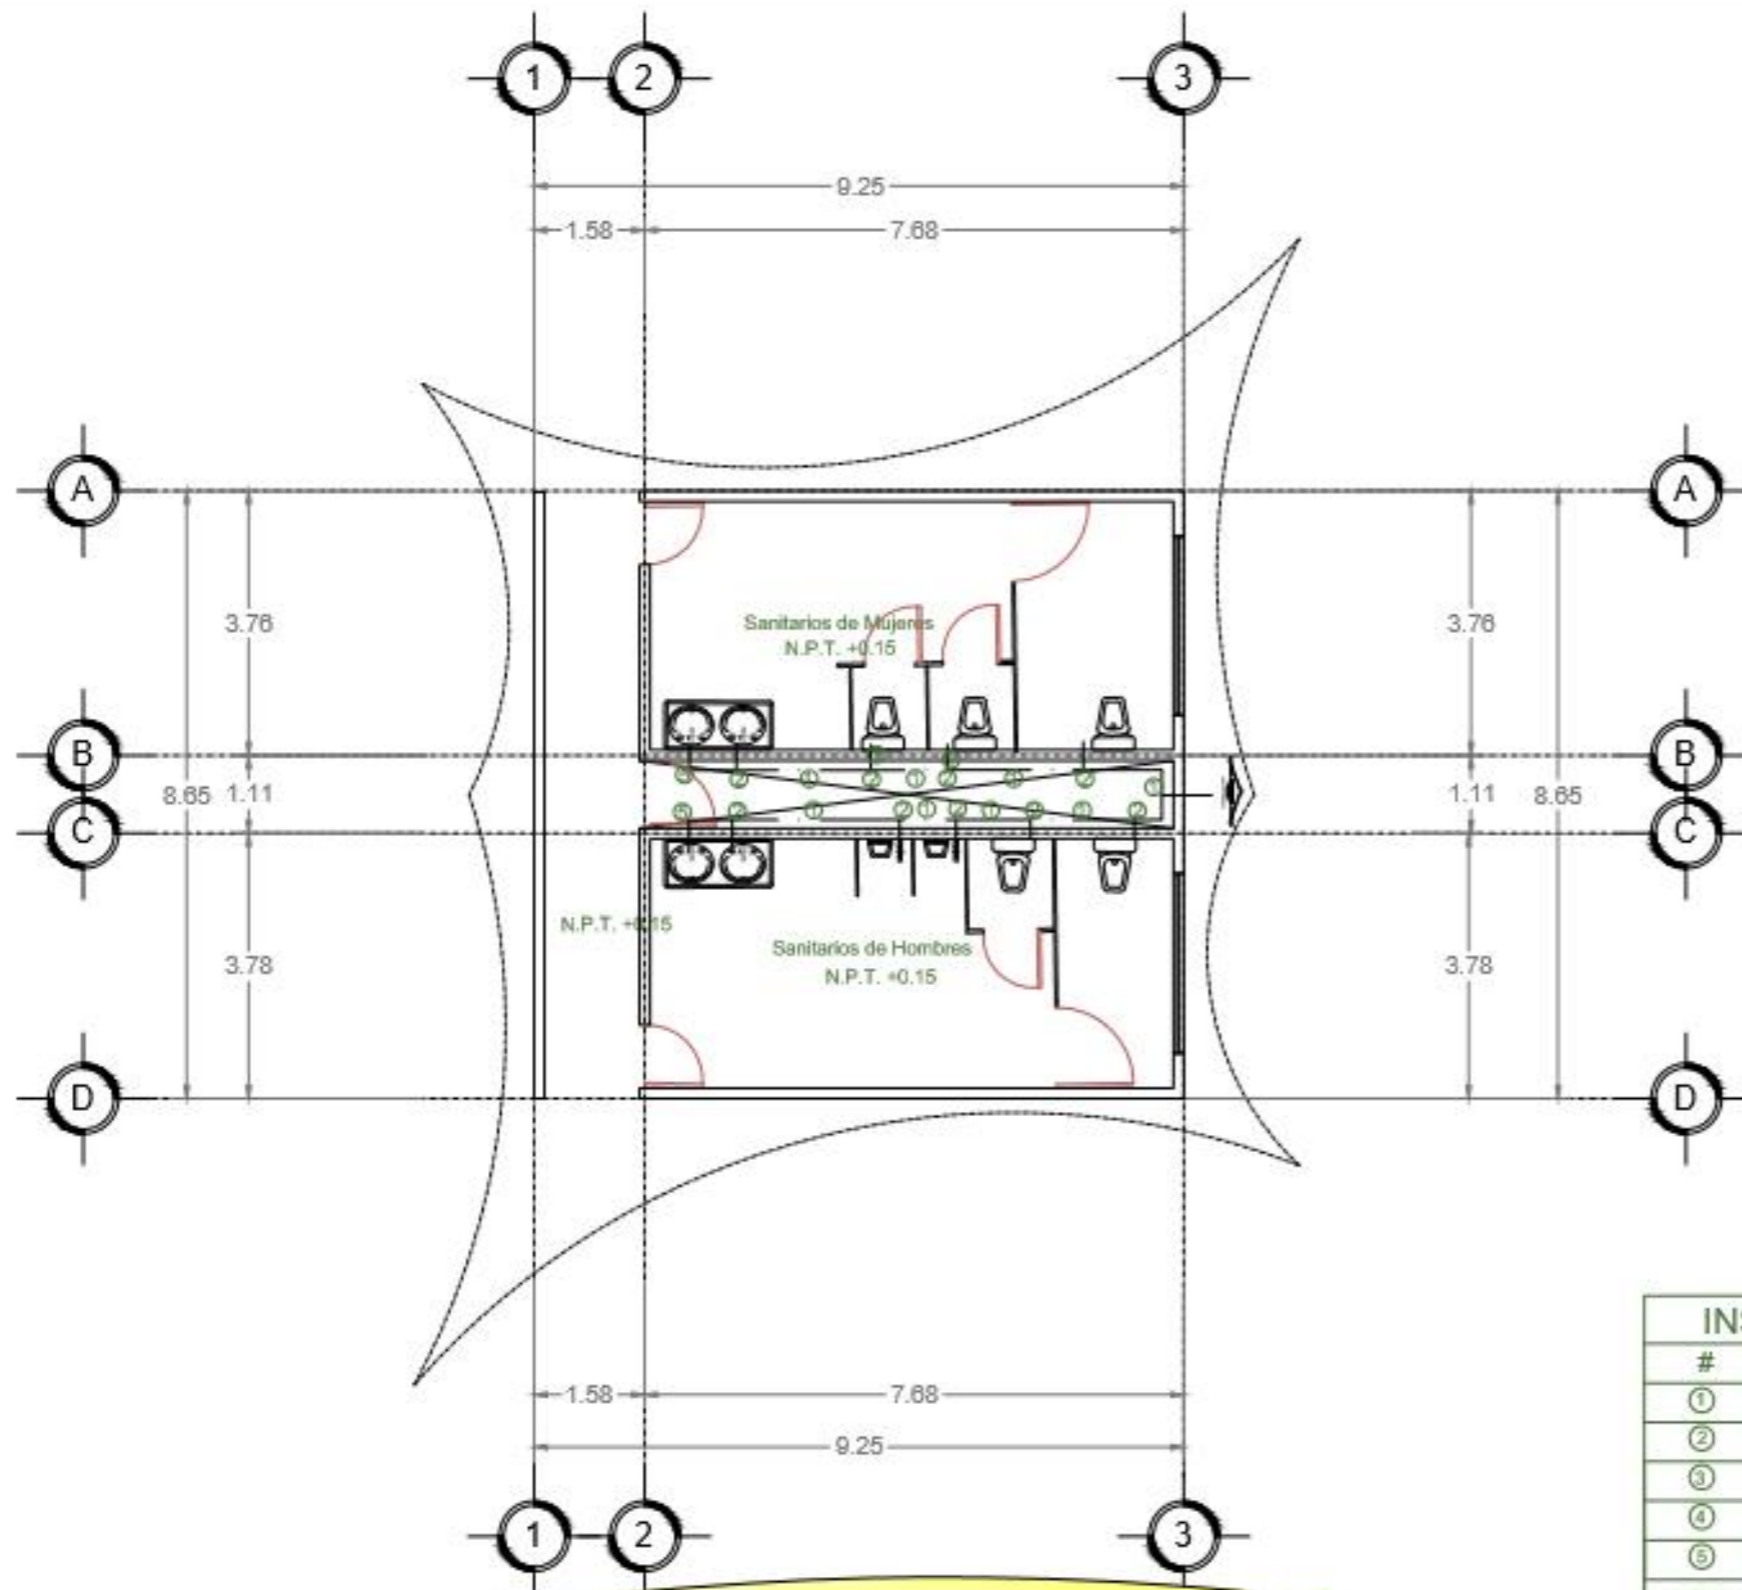 1 2 3
9.25
1.58 7.68
A A
3.76 3.76
Sanitarios de Mujeres
N.P.T. +0.15
B B
8.65 1.11 1.11 8.65
C C
N.P.T. +0.15
Sanitarios de Hombres
N.P.T. +0.15
3.78 3.78
D D
1.58 7.68
9.25
1 2 3
#
1
2
3
4
5